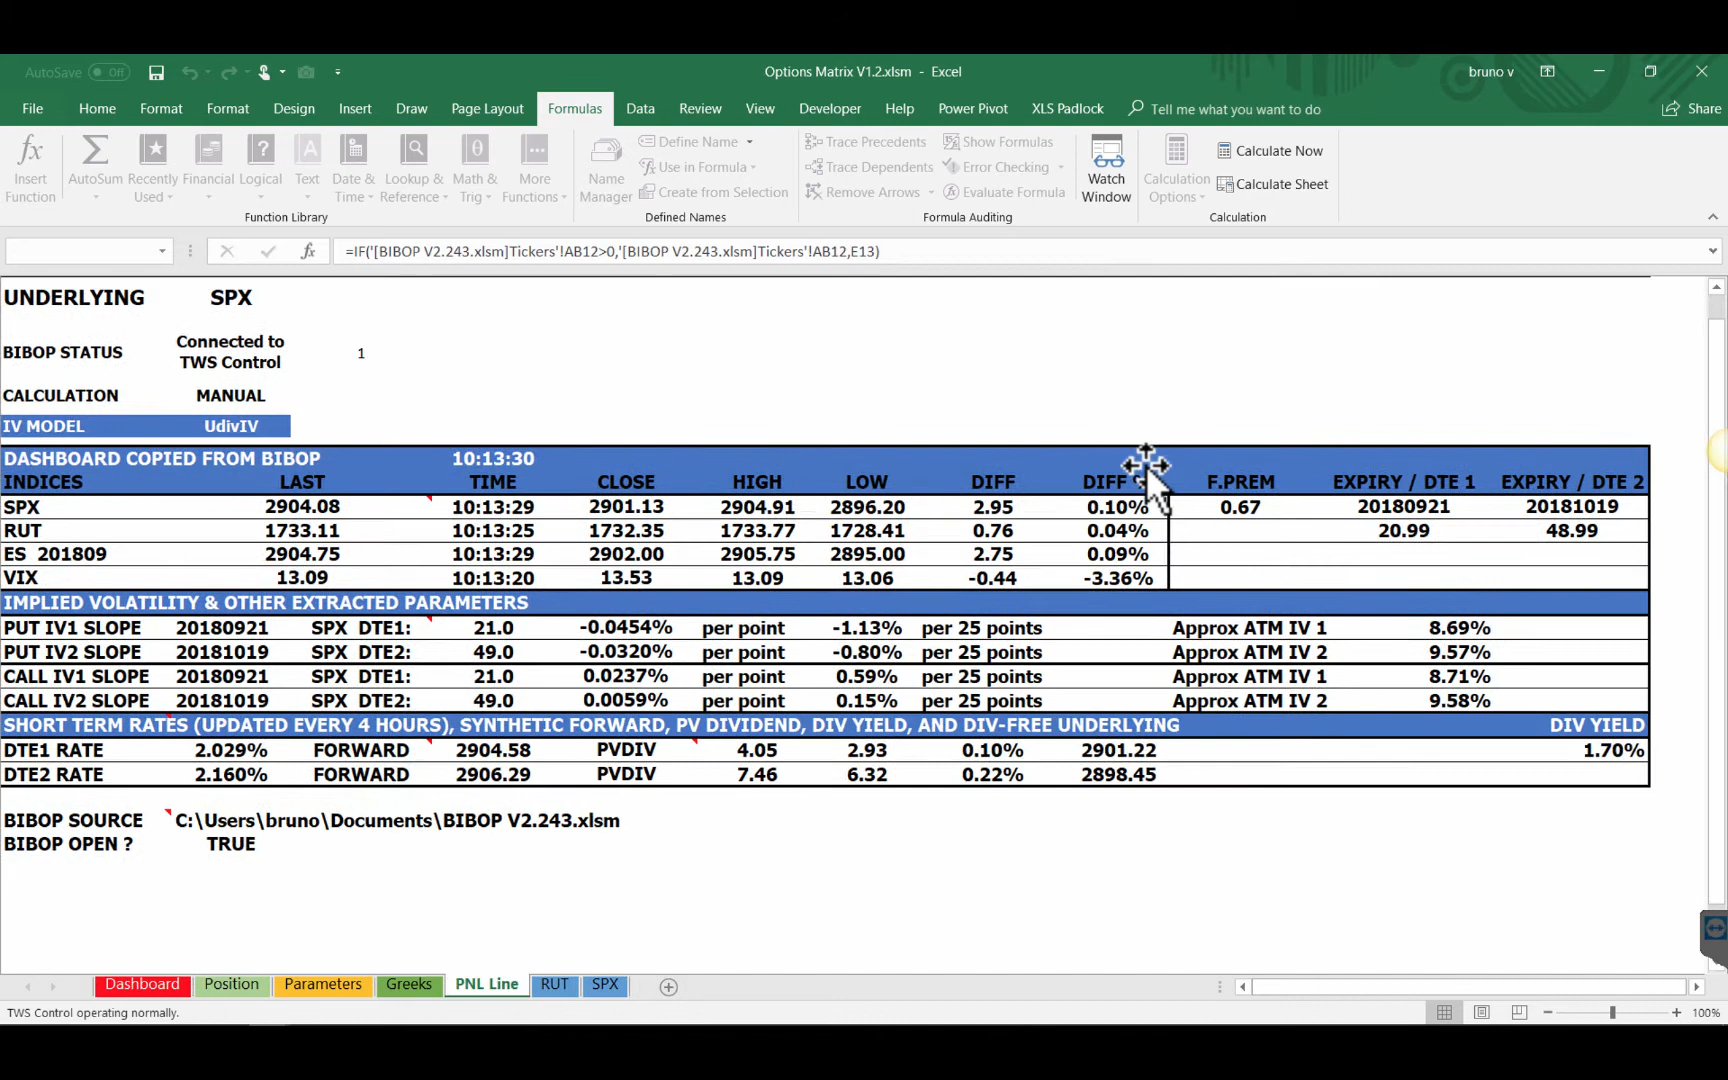 AutoSave Off Options Matrix V1.2.xlsm - Excel bruno v
File Home Format Format Design Insert Draw Page Layout Formulas Data Review View Developer Help Power Pivot XLS Padlock Tell me what you want to do Share
fx Insert Function AutoSum Recently Used Financial Logical Text Date & Time Lookup & Reference Math & Trig More Functions Name Manager Watch Window Calculation Options
Define Name Trace Precedents Show Formulas Calculate Now
Use in Formula Trace Dependents Error Checking
Create from Selection Remove Arrows Evaluate Formula Calculate Sheet
Function Library Defined Names Formula Auditing Calculation
fx =IF('[BIBOP V2.243.xlsm]Tickers'!AB12>0,'[BIBOP V2.243.xlsm]Tickers'!AB12,E13)
UNDERLYING SPX
BIBOP STATUS Connected to TWS Control 1
CALCULATION MANUAL
IV MODEL UdivIV
DASHBOARD COPIED FROM BIBOP 10:13:30
INDICES LAST TIME CLOSE HIGH LOW DIFF DIFF F.PREM EXPIRY / DTE 1 EXPIRY / DTE 2
SPX 2904.08 10:13:29 2901.13 2904.91 2896.20 2.95 0.10% 0.67 20180921 20181019
RUT 1733.11 10:13:25 1732.35 1733.77 1728.41 0.76 0.04% 20.99 48.99
ES 201809 2904.75 10:13:29 2902.00 2905.75 2895.00 2.75 0.09%
VIX 13.09 10:13:20 13.53 13.09 13.06 -0.44 -3.36%
IMPLIED VOLATILITY & OTHER EXTRACTED PARAMETERS
PUT IV1 SLOPE 20180921 SPX DTE1: 21.0 -0.0454% per point -1.13% per 25 points Approx ATM IV 1 8.69%
PUT IV2 SLOPE 20181019 SPX DTE2: 49.0 -0.0320% per point -0.80% per 25 points Approx ATM IV 2 9.57%
CALL IV1 SLOPE 20180921 SPX DTE1: 21.0 0.0237% per point 0.59% per 25 points Approx ATM IV 1 8.71%
CALL IV2 SLOPE 20181019 SPX DTE2: 49.0 0.0059% per point 0.15% per 25 points Approx ATM IV 2 9.58%
SHORT TERM RATES (UPDATED EVERY 4 HOURS), SYNTHETIC FORWARD, PV DIVIDEND, DIV YIELD, AND DIV-FREE UNDERLYING DIV YIELD
DTE1 RATE 2.029% FORWARD 2904.58 PVDIV 4.05 2.93 0.10% 2901.22 1.70%
DTE2 RATE 2.160% FORWARD 2906.29 PVDIV 7.46 6.32 0.22% 2898.45
BIBOP SOURCE C:\Users\bruno\Documents\BIBOP V2.243.xlsm
BIBOP OPEN ? TRUE
Dashboard Position Parameters Greeks PNL Line RUT SPX
TWS Control operating normally. 100%